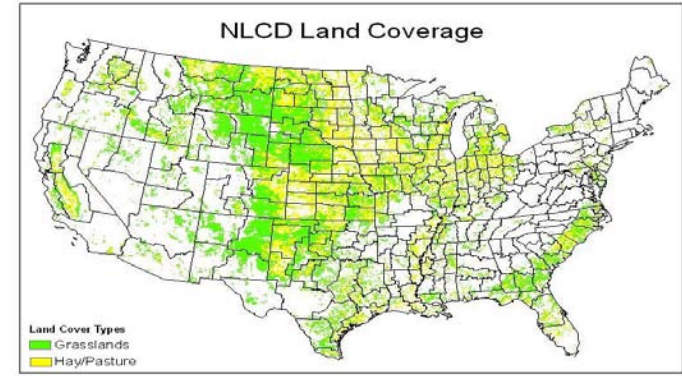 NLCD Land Coverage
Land Cover Types
Grasslands
Hay/Pasture